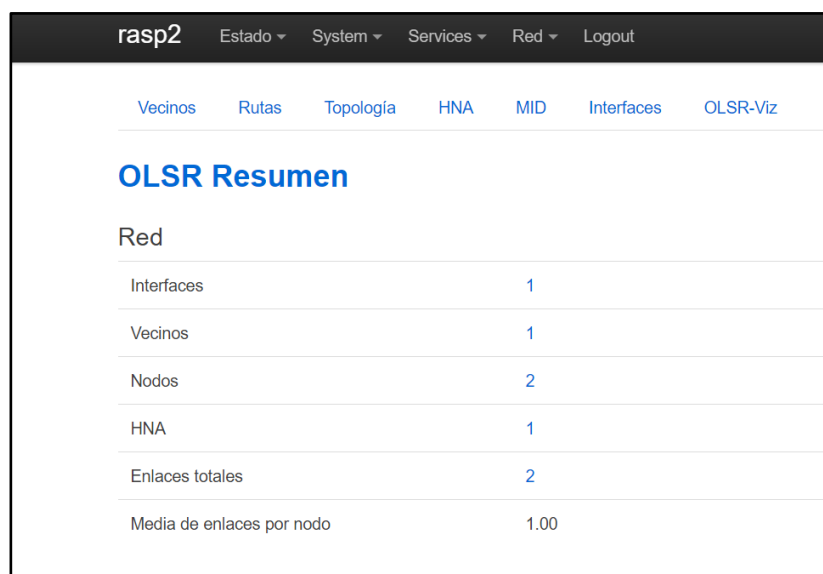 rasp2 Estado System Services Red Logout
Vecinos Rutas Topología HNA MID Interfaces OLSR-Viz
OLSR Resumen
Red
Interfaces 1
Vecinos 1
Nodos 2
HNA 1
Enlaces totales 2
Media de enlaces por nodo 1.00